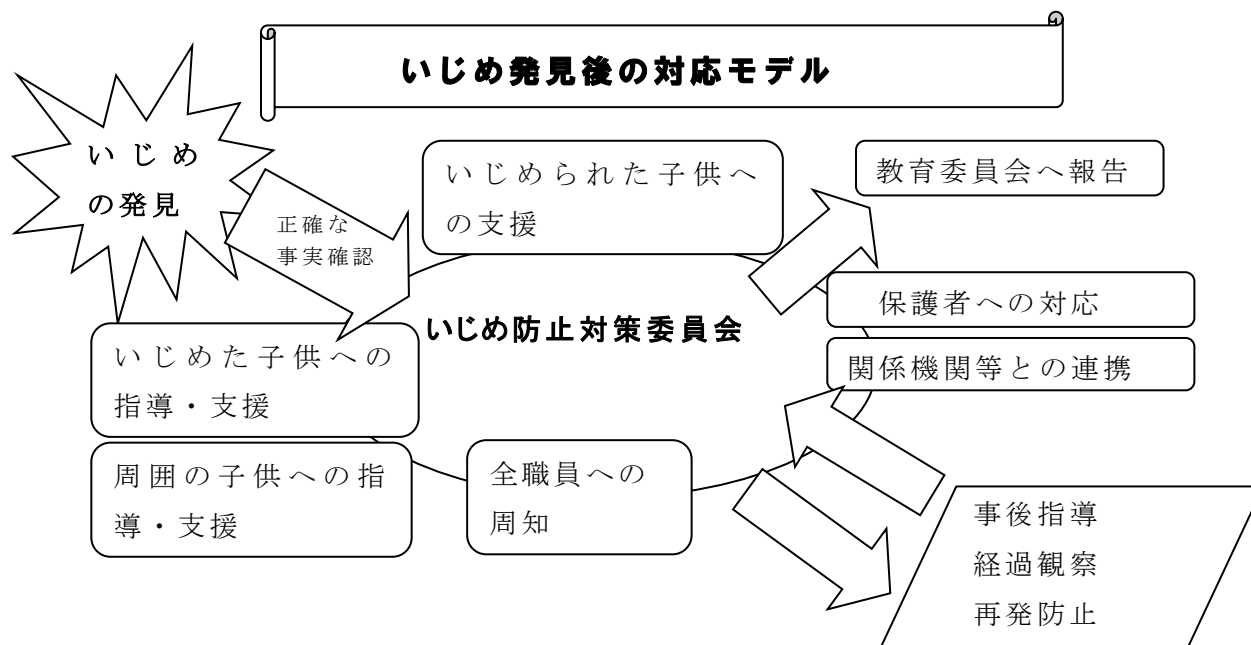 いじめ発見後の対応モデル
いじめ
の発見
正確な
事実確認
いじめられた子供へ
の支援
教育委員会へ報告
保護者への対応
関係機関等との連携
いじめ防止対策委員会
いじめた子供への
指導・支援
周囲の子供への指
導・支援
全職員への
周知
事後指導
経過観察
再発防止